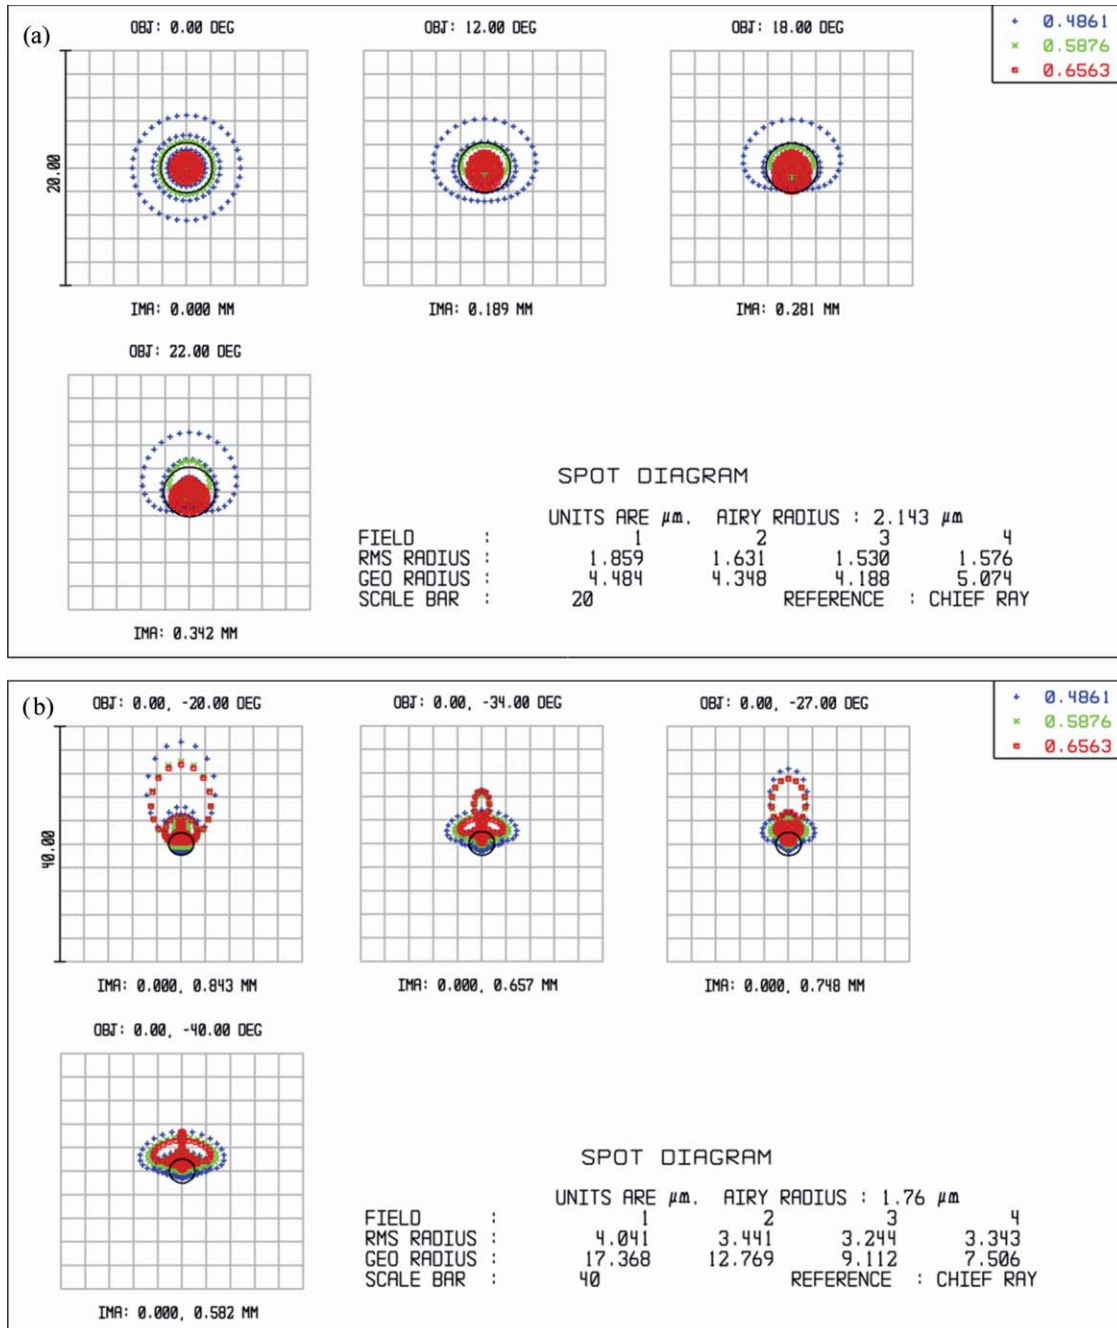 (a)
OBJ: 0.00 DEG
OBJ: 12.00 DEG
OBJ: 18.00 DEG
+ 0.4861
× 0.5876
▫ 0.6563
20.00
IMA: 0.000 MM
IMA: 0.189 MM
IMA: 0.281 MM
OBJ: 22.00 DEG
IMA: 0.342 MM
SPOT DIAGRAM
UNITS ARE µm. AIRY RADIUS : 2.143 µm
FIELD : 1 2 3 4
RMS RADIUS : 1.859 1.631 1.530 1.576
GEO RADIUS : 4.484 4.348 4.188 5.074
SCALE BAR : 20 REFERENCE : CHIEF RAY
(b)
OBJ: 0.00, -20.00 DEG
OBJ: 0.00, -34.00 DEG
OBJ: 0.00, -27.00 DEG
+ 0.4861
× 0.5876
▫ 0.6563
40.00
IMA: 0.000, 0.843 MM
IMA: 0.000, 0.657 MM
IMA: 0.000, 0.748 MM
OBJ: 0.00, -40.00 DEG
IMA: 0.000, 0.582 MM
SPOT DIAGRAM
UNITS ARE µm. AIRY RADIUS : 1.76 µm
FIELD : 1 2 3 4
RMS RADIUS : 4.041 3.441 3.244 3.343
GEO RADIUS : 17.368 12.769 9.112 7.506
SCALE BAR : 40 REFERENCE : CHIEF RAY